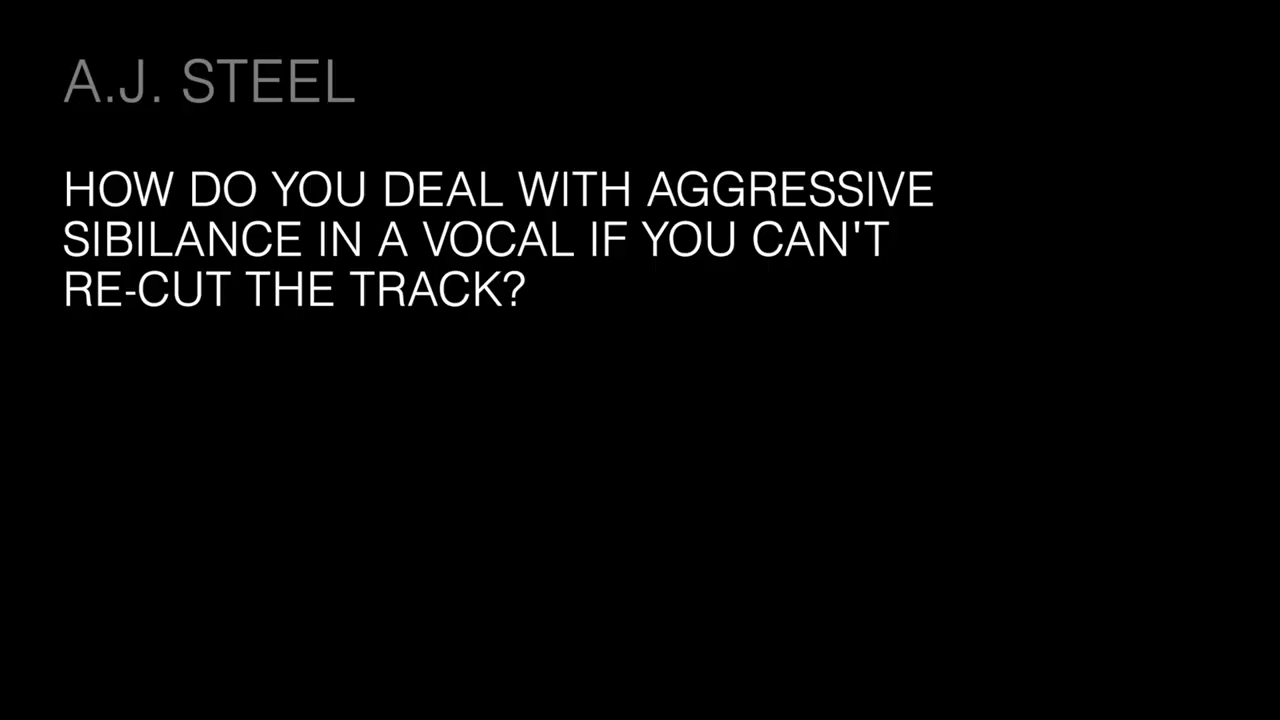 A.J. STEEL
HOW DO YOU DEAL WITH AGGRESSIVE
SIBILANCE IN A VOCAL IF YOU CAN'T
RE-CUT THE TRACK?